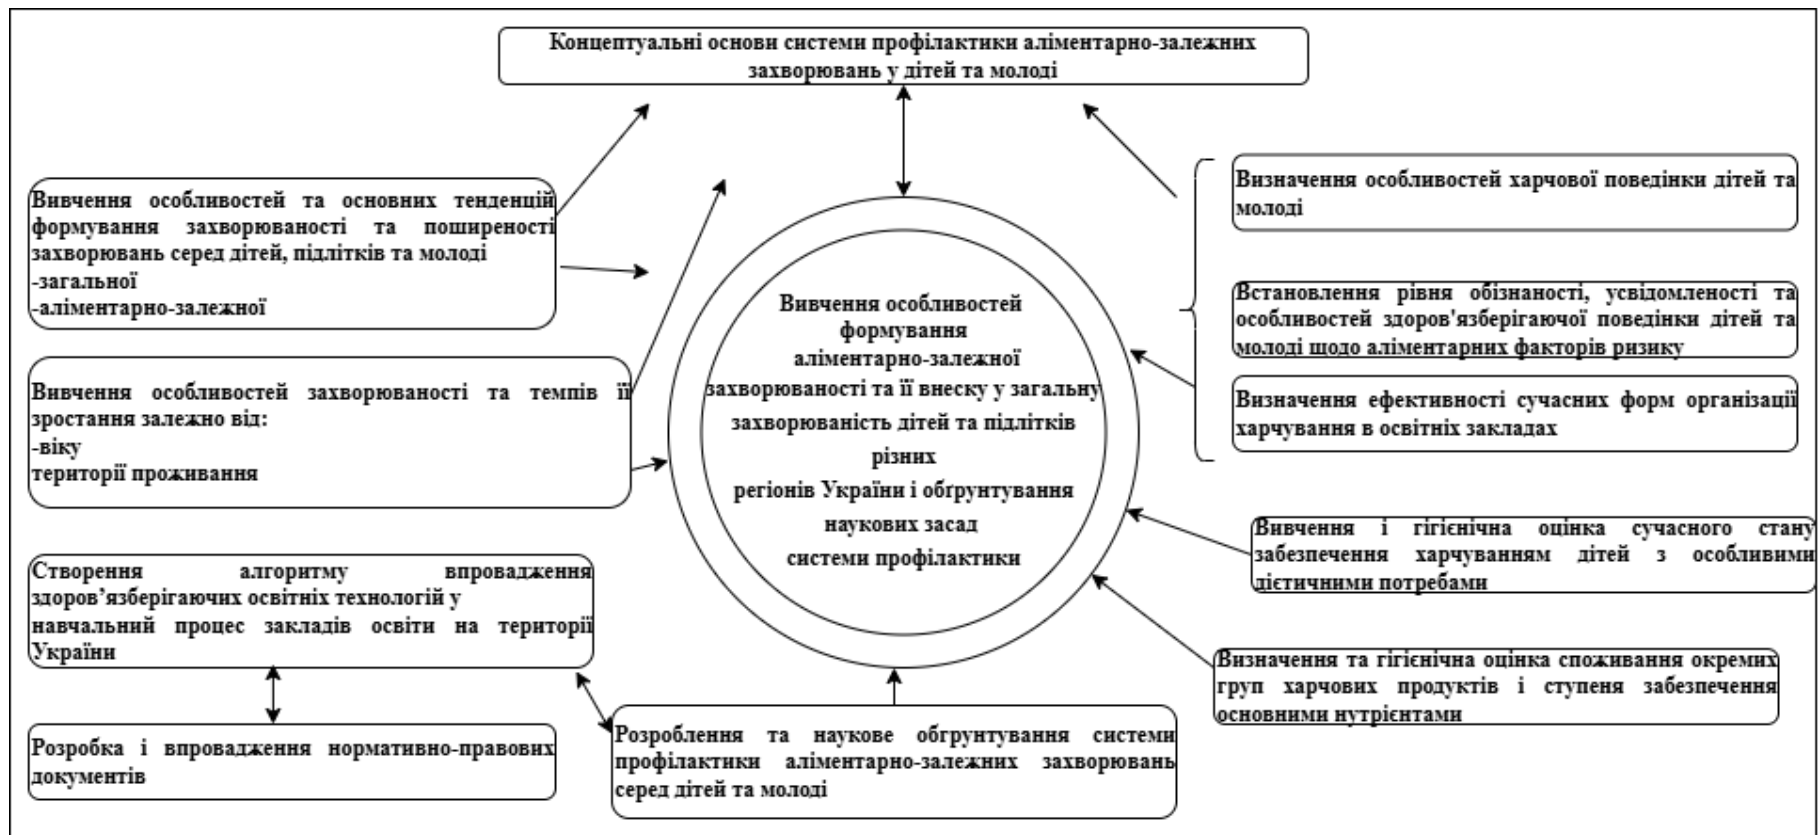 Концептуальні основи системи профілактики аліментарно-залежних
захворювань у дітей та молоді
Вивчення особливостей та основних тенденцій
формування захворюваності та поширеності
захворювань серед дітей, підлітків та молоді
-загальної
-аліментарно-залежної
Вивчення особливостей захворюваності та темпів її
зростання залежно від:
-віку
території проживання
Створення алгоритму впровадження
здоров’язберігаючих освітніх технологій у
навчальний процес закладів освіти на території
України
Розробка і впровадження нормативно-правових
документів
Вивчення особливостей
формування
аліментарно-залежної
захворюваності та її внеску у загальну
захворюваність дітей та підлітків
різних
регіонів України і обґрунтування
наукових засад
системи профілактики
Розроблення та наукове обгрунтування системи
профілактики аліментарно-залежних захворювань
серед дітей та молоді
Визначення особливостей харчової поведінки дітей та
молоді
Встановлення рівня обізнаності, усвідомленості та
особливостей здоров'язберігаючої поведінки дітей та
молоді щодо аліментарних факторів ризику
Визначення ефективності сучасних форм організації
харчування в освітніх закладах
Вивчення і гігієнічна оцінка сучасного стану
забезпечення харчуванням дітей з особливими
дієтичними потребами
Визначення та гігієнічна оцінка споживання окремих
груп харчових продуктів і ступеня забезпечення
основними нутрієнтами